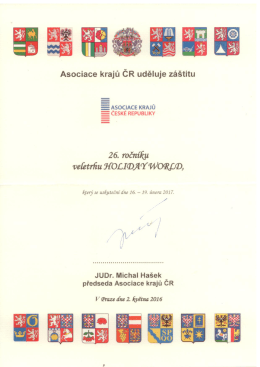 Asociace krajů ČR uděluje záštitu
ASOCIACE KRAJŮ
ČESKÉ REPUBLIKY
26. ročníku
veletrhu HOLIDAY WORLD,
který se uskuteční dne 16. – 19. února 2017.
JUDr. Michal Hašek
předseda Asociace krajů ČR
V Praze dne 2. května 2016